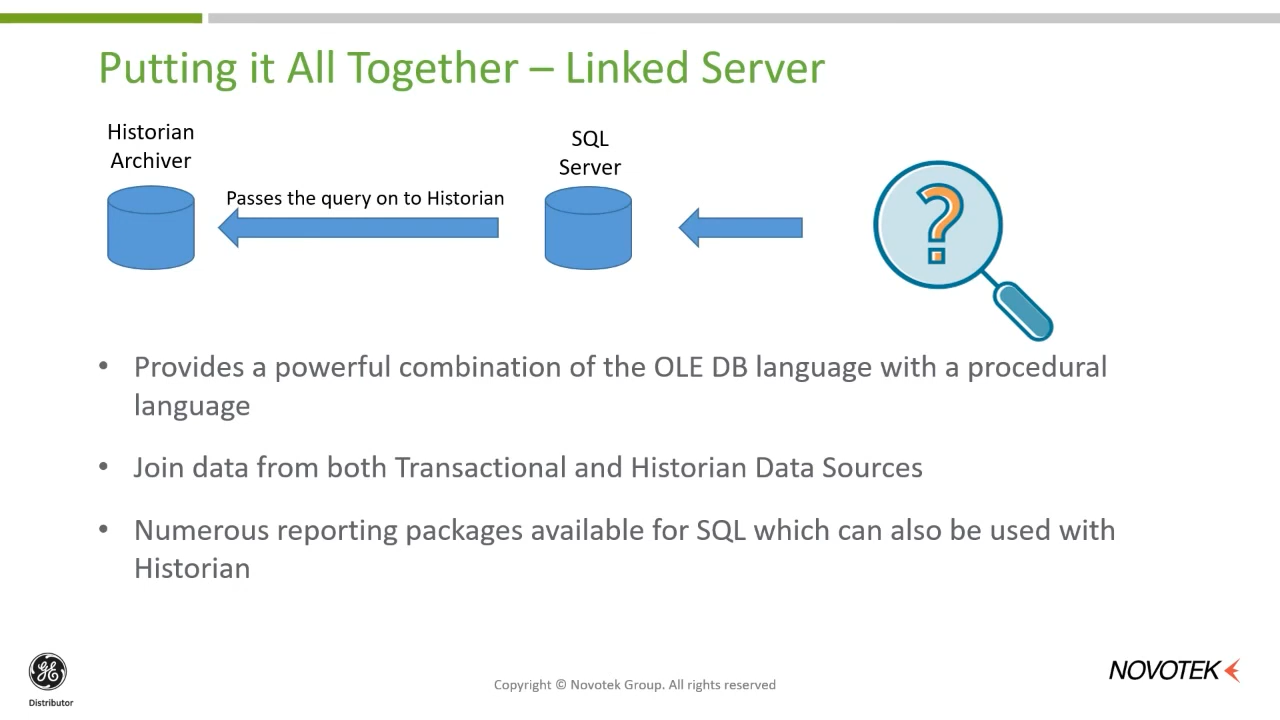 Putting it All Together – Linked Server
Historian
Archiver
SQL
Server
Passes the query on to Historian
?
• Provides a powerful combination of the OLE DB language with a procedural
language
• Join data from both Transactional and Historian Data Sources
• Numerous reporting packages available for SQL which can also be used with
Historian
GE
Distributor
Copyright © Novotek Group. All rights reserved
NOVOTEK